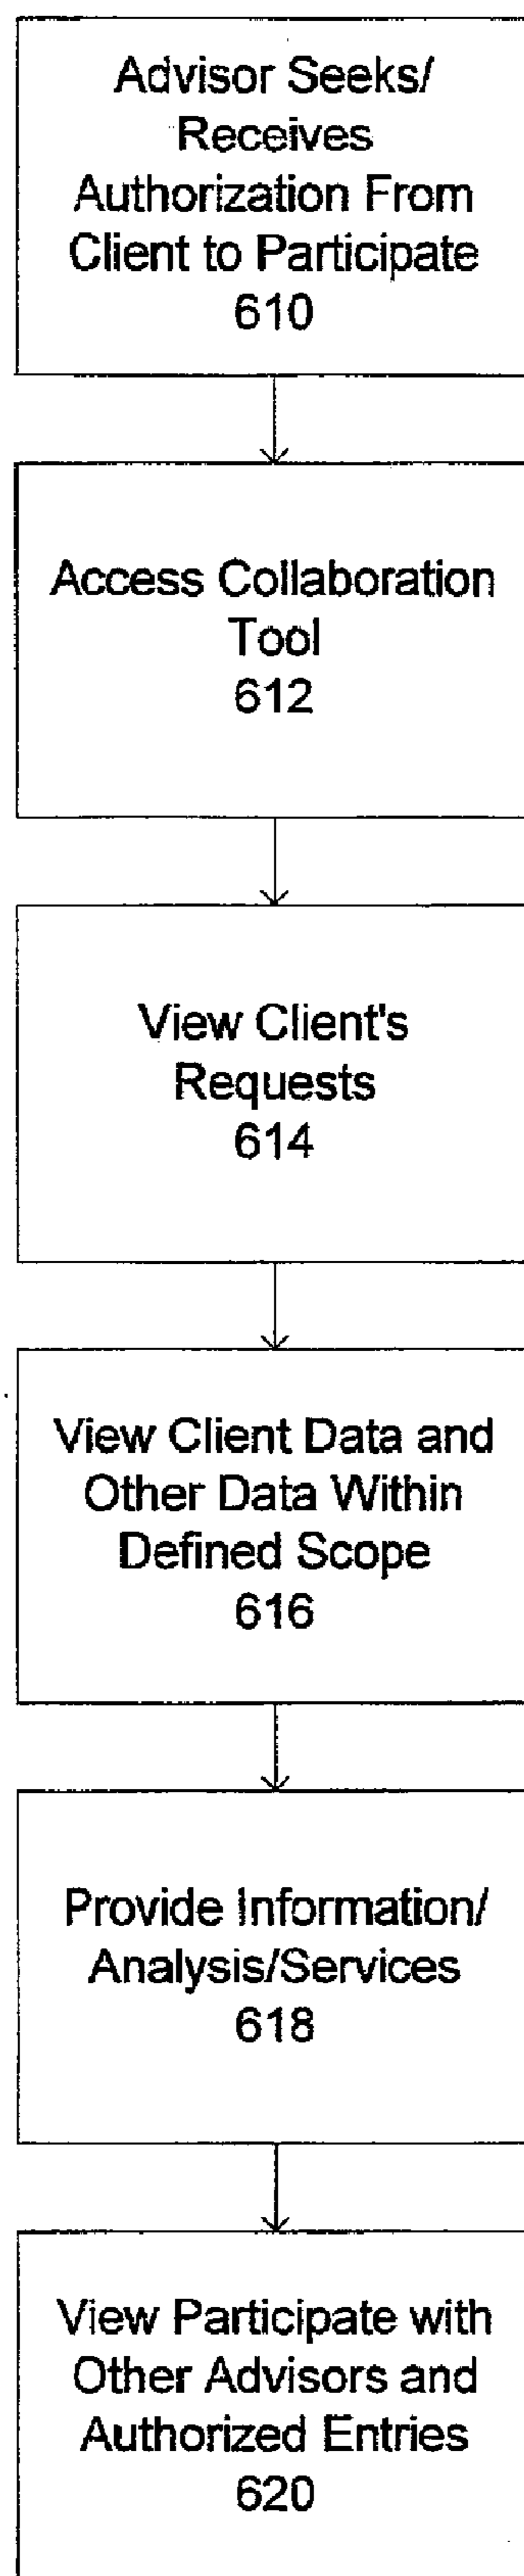 Advisor Seeks/
Receives
Authorization From
Client to Participate
610
Access Collaboration
Tool
612
View Client's
Requests
614
View Client Data and
Other Data Within
Defined Scope
616
Provide Information/
Analysis/Services
618
View Participate with
Other Advisors and
Authorized Entries
620